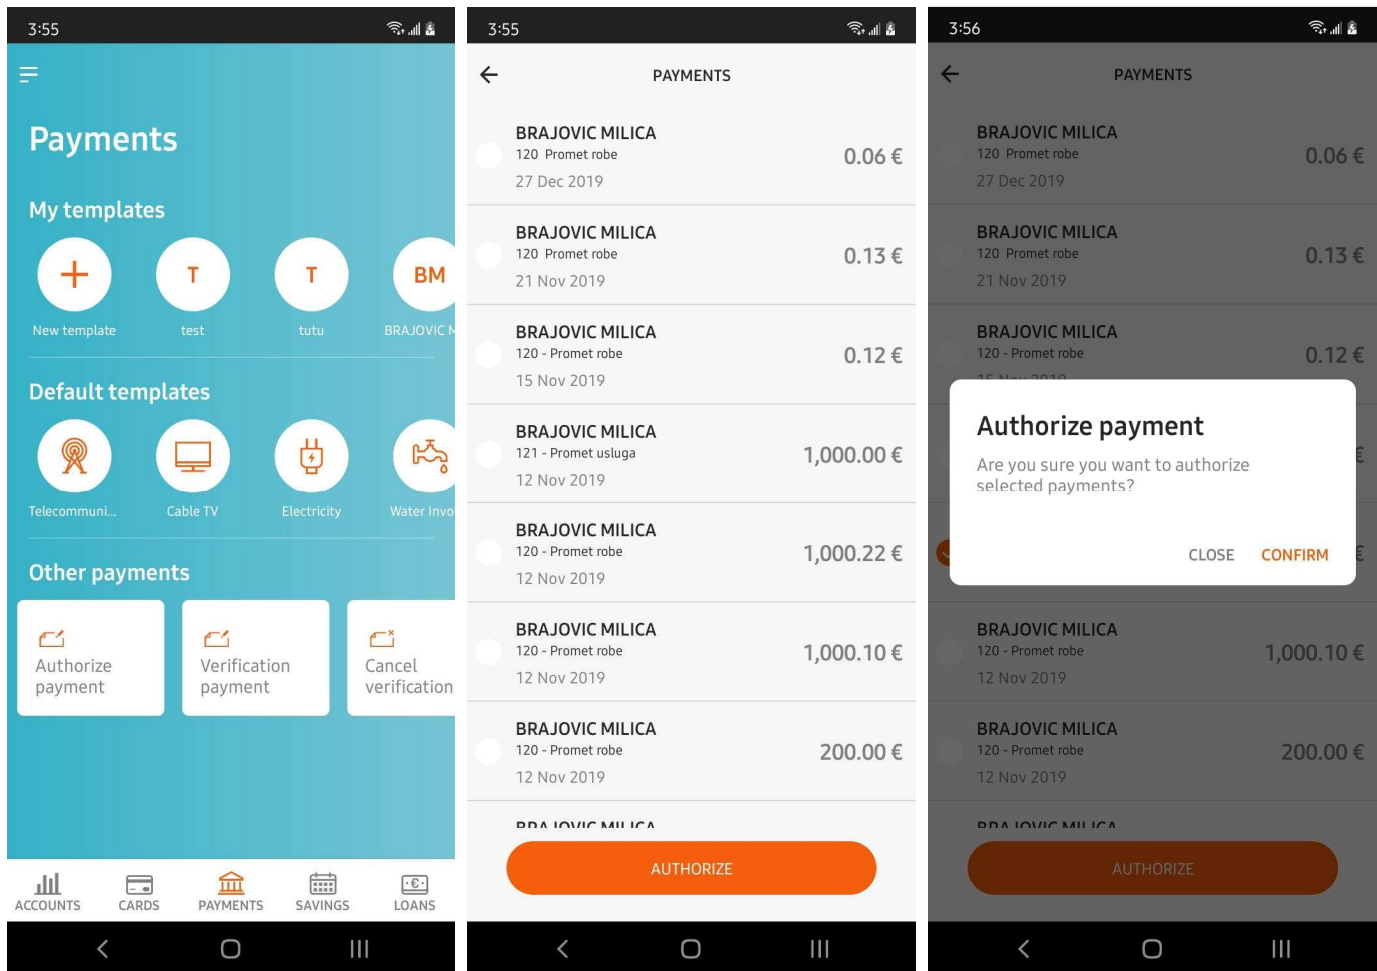 3:55
Payments
My templates
T
T
BM
New template
test
tutu
BRAJOVIC M
Default templates
Telecommuni...
Cable TV
Electricity
Water Invo
Other payments
Authorize
payment
Verification
payment
Cancel
verification
ACCOUNTS
CARDS
PAYMENTS
SAVINGS
LOANS
3:55
PAYMENTS
BRAJOVIC MILICA
120 Promet robe
0.06 €
27 Dec 2019
BRAJOVIC MILICA
120 Promet robe
0.13 €
21 Nov 2019
BRAJOVIC MILICA
120 - Promet robe
0.12 €
15 Nov 2019
BRAJOVIC MILICA
121 - Promet usluga
1,000.00 €
12 Nov 2019
BRAJOVIC MILICA
120 - Promet robe
1,000.22 €
12 Nov 2019
BRAJOVIC MILICA
120 - Promet robe
1,000.10 €
12 Nov 2019
BRAJOVIC MILICA
120 - Promet robe
200.00 €
12 Nov 2019
BRAJOVIC MILICA
AUTHORIZE
3:56
PAYMENTS
BRAJOVIC MILICA
120 Promet robe
0.06 €
27 Dec 2019
BRAJOVIC MILICA
120 Promet robe
0.13 €
21 Nov 2019
BRAJOVIC MILICA
120 - Promet robe
0.12 €
15 Nov 2019
€
Authorize payment
Are you sure you want to authorize
selected payments?
CLOSE
CONFIRM
€
BRAJOVIC MILICA
120 - Promet robe
1,000.10 €
12 Nov 2019
BRAJOVIC MILICA
120 - Promet robe
200.00 €
12 Nov 2019
BRAJOVIC MILICA
AUTHORIZE